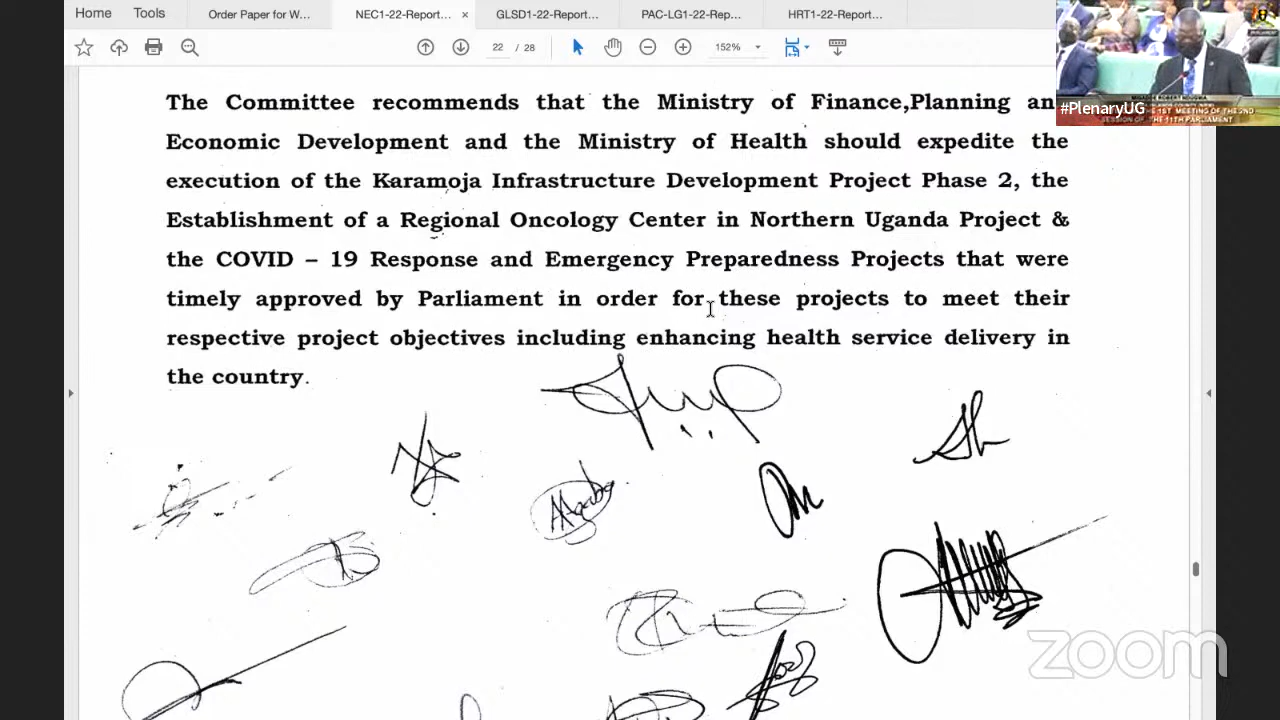 Home Tools Order Paper for W... NEC1-22-Report... × GLSD1-22-Report... PAC-LG1-22-Rep... HRT1-22-Report...
22 / 28 152%
#PlenaryUG
The Committee recommends that the Ministry of Finance,Planning an
Economic Development and the Ministry of Health should expedite the
execution of the Karamoja Infrastructure Development Project Phase 2, the
Establishment of a Regional Oncology Center in Northern Uganda Project &
the COVID – 19 Response and Emergency Preparedness Projects that were
timely approved by Parliament in order for these projects to meet their
respective project objectives including enhancing health service delivery in
the country.
zoom